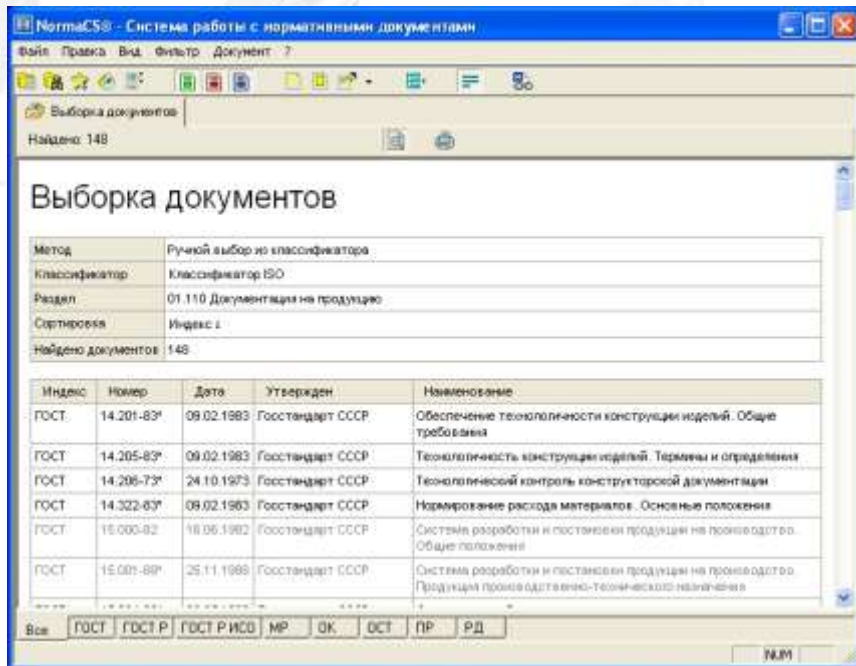 NormaCS® - Система работы с нормативными документами
Файл Правка Вид Фильтр Документ ?
Выборка документов
Найдено: 148
Выборка документов
Метод Ручной выбор из классификатора
Классификатор Классификатор ISO
Раздел 01.110 Документация на продукцию
Сортировка Индекс
Найдено документов 148
Индекс Номер Дата Утвержден Наименование
ГОСТ 14.201-83* 09.02.1983 Госстандарт СССР Обеспечение технологичности конструкции изделий. Общие
требования
ГОСТ 14.205-83* 09.02.1983 Госстандарт СССР Технологичность конструкции изделий. Термины и определения
ГОСТ 14.206-73* 24.10.1973 Госстандарт СССР Технологический контроль конструкторской документации
ГОСТ 14.322-83* 09.02.1983 Госстандарт СССР Нормирование расхода материалов. Основные положения
ГОСТ 15.000-82 18.06.1982 Госстандарт СССР Система разработки и постановки продукции на производство.
Общие положения
ГОСТ 15.001-88* 25.11.1988 Госстандарт СССР Система разработки и постановки продукции на производство.
Продукция производственно-технического назначения
Все ГОСТ ГОСТ Р ГОСТ Р ИСО МР ОК ОСТ ПР РД
NUM